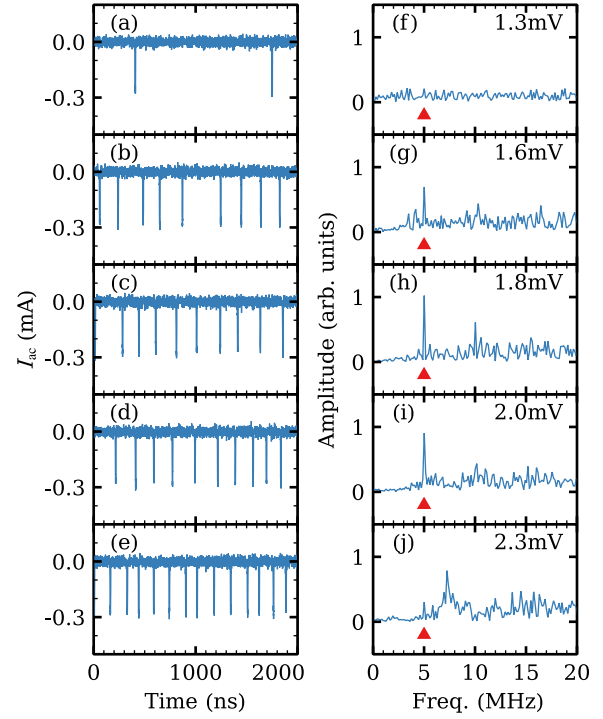 (a)
0.0
-0.3
(b)
0.0
-0.3
(c)
0.0
-0.3
(d)
0.0
-0.3
(e)
0.0
-0.3
0 1000 2000
Time (ns)
I_ac (mA)
(f) 1.3mV
1
0
(g) 1.6mV
1
0
(h) 1.8mV
1
0
(i) 2.0mV
1
0
(j) 2.3mV
1
0
0 5 10 15 20
Freq. (MHz)
Amplitude (arb. units)